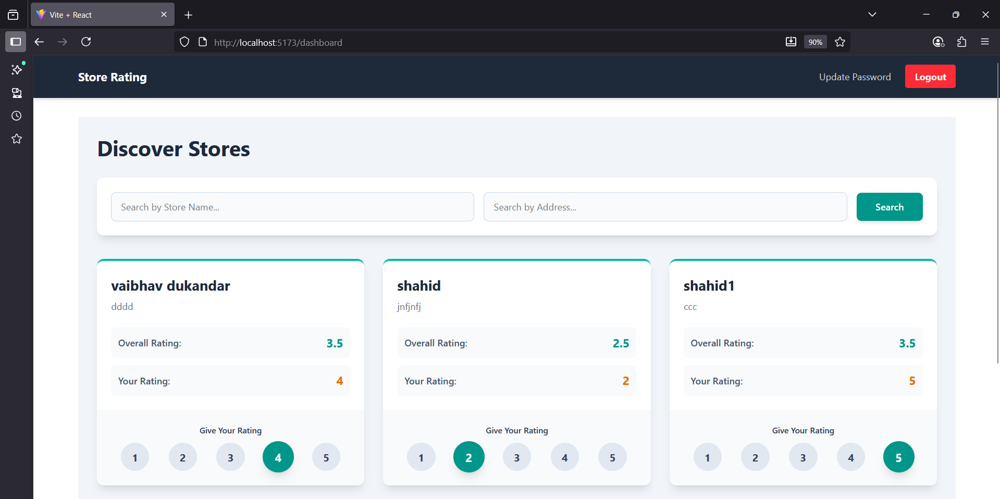 Vite + React
http://localhost:5173/dashboard
90%
Store Rating
Update Password
Logout
Discover Stores
Search by Store Name...
Search by Address...
Search
vaibhav dukandar
dddd
Overall Rating: 3.5
Your Rating: 4
Give Your Rating
1 2 3 4 5
shahid
jnfjnfj
Overall Rating: 2.5
Your Rating: 2
Give Your Rating
1 2 3 4 5
shahid1
ccc
Overall Rating: 3.5
Your Rating: 5
Give Your Rating
1 2 3 4 5